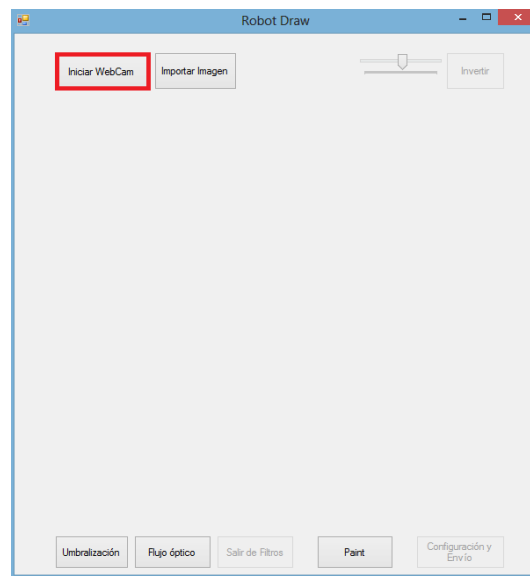 Robot Draw
Iniciar WebCam
Importar Imagen
Invertir
Umbralización
Flujo óptico
Salir de Filtros
Paint
Configuración y
Envío